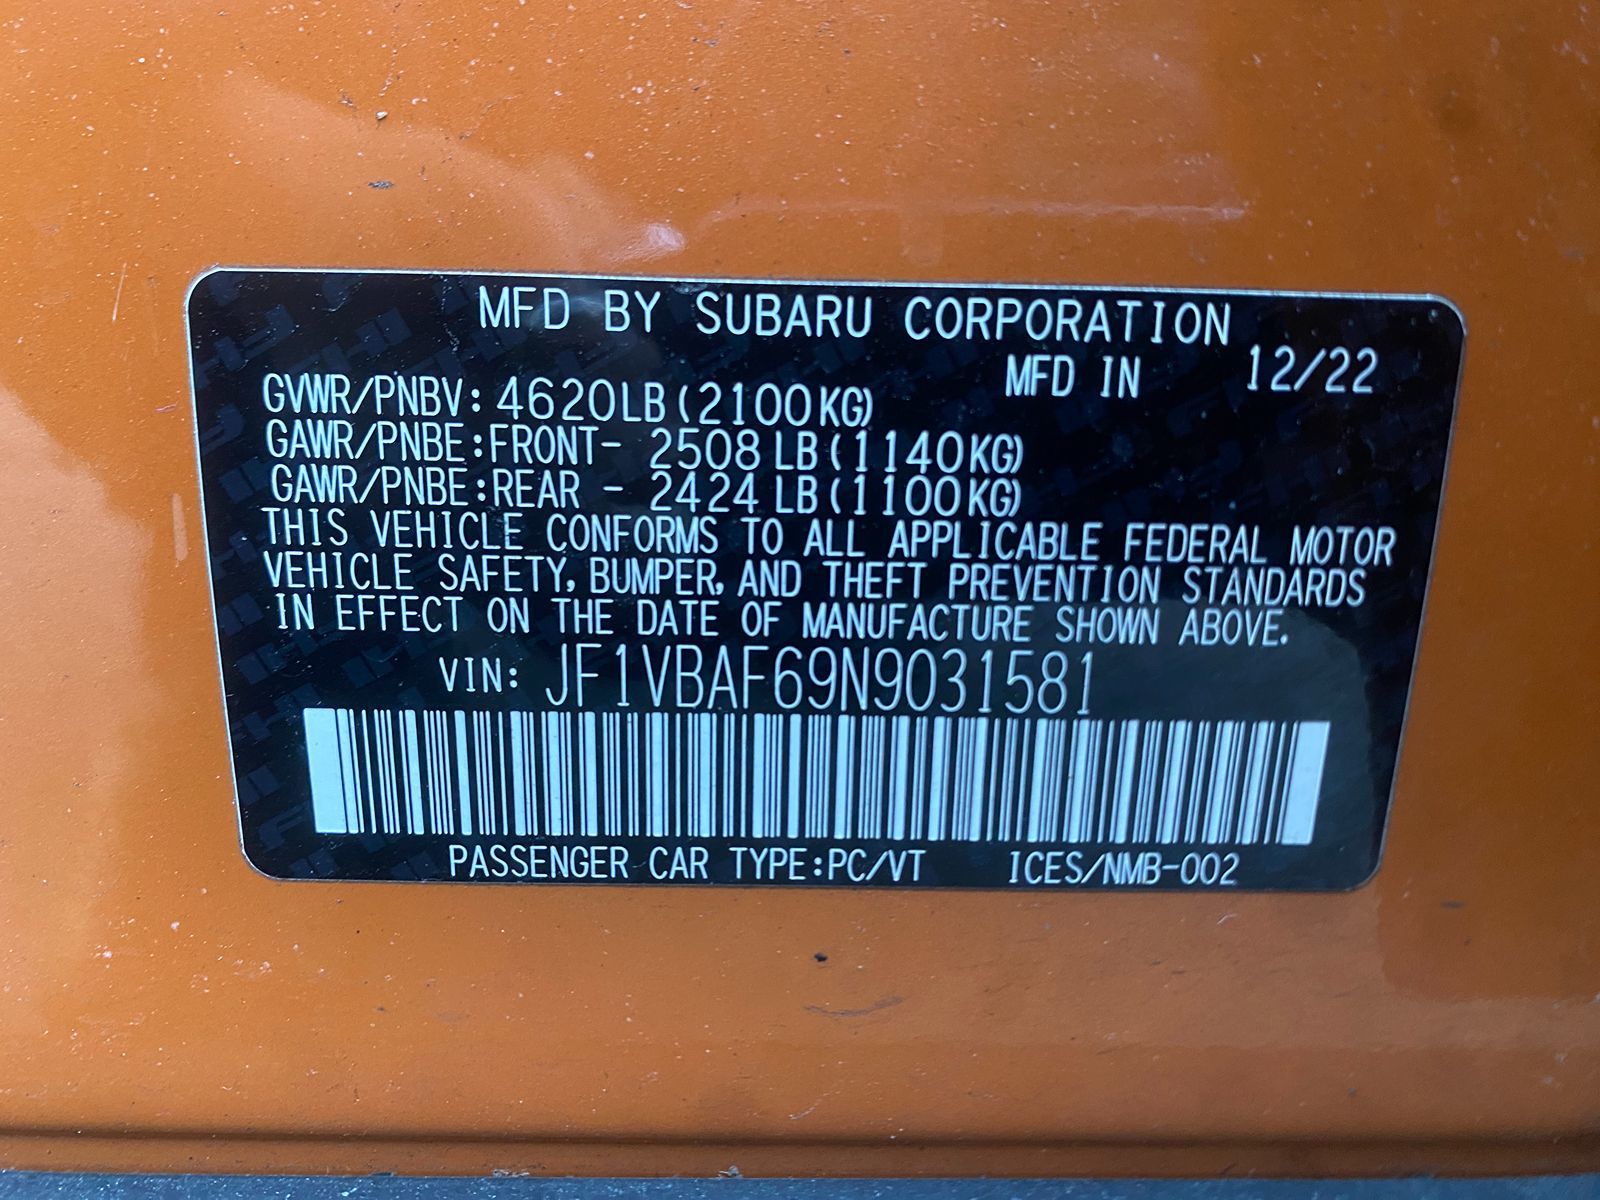 MFD BY SUBARU CORPORATION
MFD IN 12/22
GVWR/PNBV: 4620LB (2100KG)
GAWR/PNBE:FRONT- 2508 LB (1140KG)
GAWR/PNBE:REAR - 2424 LB (1100KG)
THIS VEHICLE CONFORMS TO ALL APPLICABLE FEDERAL MOTOR
VEHICLE SAFETY, BUMPER, AND THEFT PREVENTION STANDARDS
IN EFFECT ON THE DATE OF MANUFACTURE SHOWN ABOVE.
VIN: JF1VBAF69N9031581
PASSENGER CAR TYPE:PC/VT ICES/NMB-002